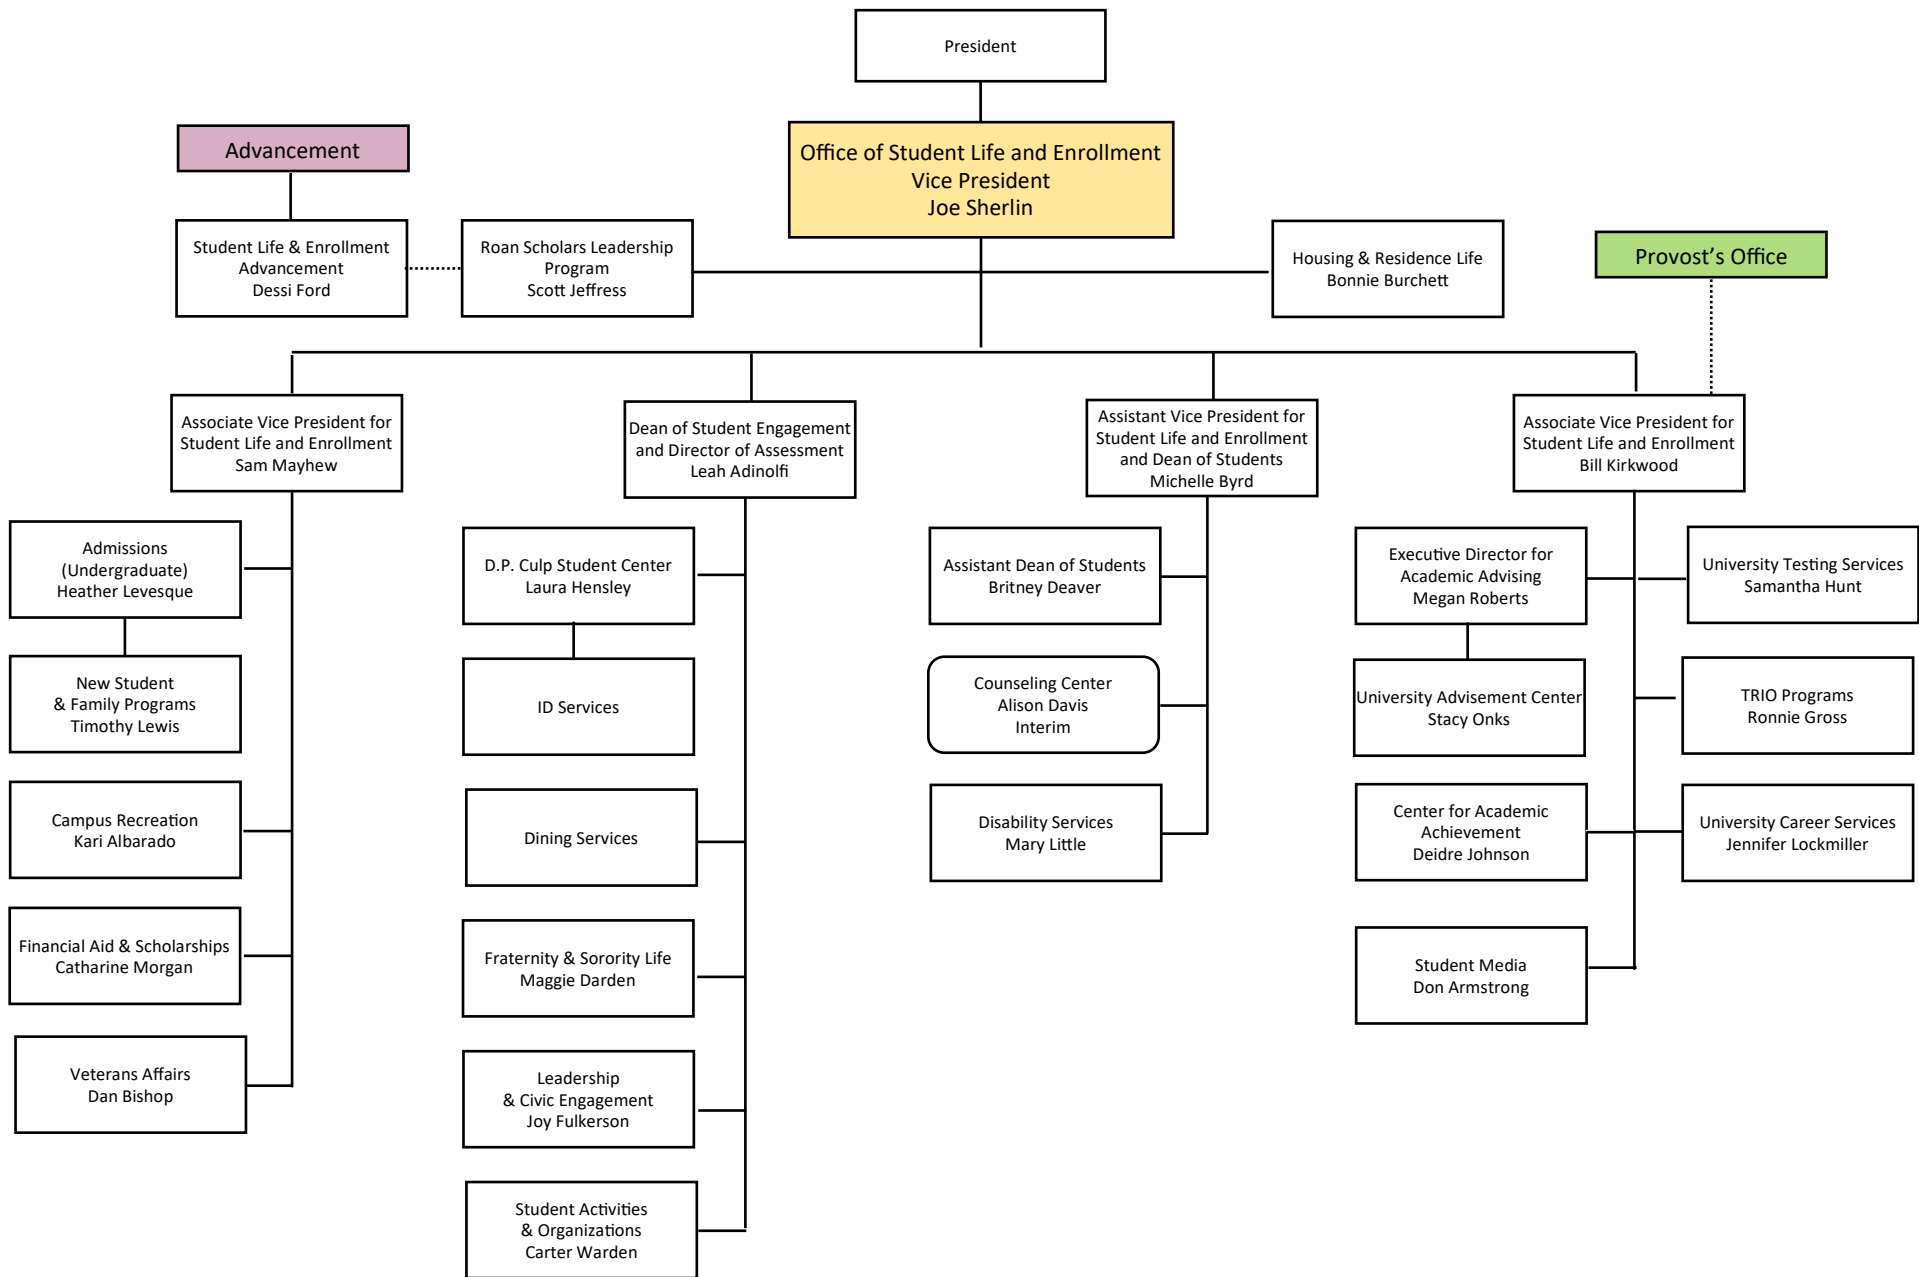 President
Advancement
Office of Student Life and Enrollment
Vice President
Joe Sherlin
Student Life & Enrollment
Advancement
Dessi Ford
Roan Scholars Leadership
Program
Scott Jeffress
Housing & Residence Life
Bonnie Burchett
Provost's Office
Associate Vice President for
Student Life and Enrollment
Sam Mayhew
Dean of Student Engagement
and Director of Assessment
Leah Adinolfi
Assistant Vice President for
Student Life and Enrollment
and Dean of Students
Michelle Byrd
Associate Vice President for
Student Life and Enrollment
Bill Kirkwood
Admissions
(Undergraduate)
Heather Levesque
New Student
& Family Programs
Timothy Lewis
Campus Recreation
Kari Albarado
Financial Aid & Scholarships
Catharine Morgan
Veterans Affairs
Dan Bishop
D.P. Culp Student Center
Laura Hensley
ID Services
Dining Services
Fraternity & Sorority Life
Maggie Darden
Leadership
& Civic Engagement
Joy Fulkerson
Student Activities
& Organizations
Carter Warden
Assistant Dean of Students
Britney Deaver
Counseling Center
Alison Davis
Interim
Disability Services
Mary Little
Executive Director for
Academic Advising
Megan Roberts
University Advisement Center
Stacy Onks
Center for Academic
Achievement
Deidre Johnson
Student Media
Don Armstrong
University Testing Services
Samantha Hunt
TRIO Programs
Ronnie Gross
University Career Services
Jennifer Lockmiller